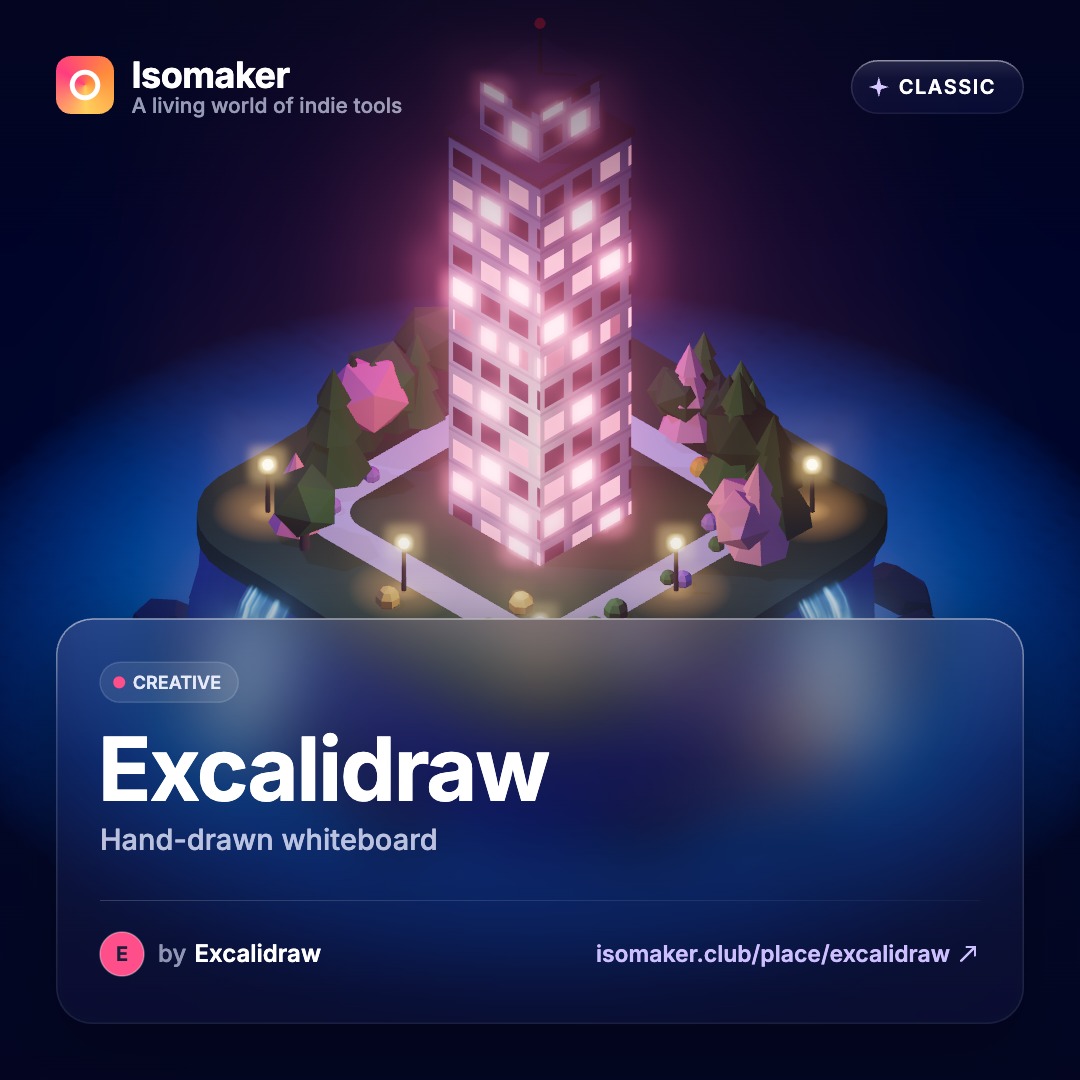 Isomaker
A living world of indie tools
CLASSIC
CREATIVE
Excalidraw
Hand-drawn whiteboard
E
by Excalidraw
isomaker.club/place/excalidraw ↗